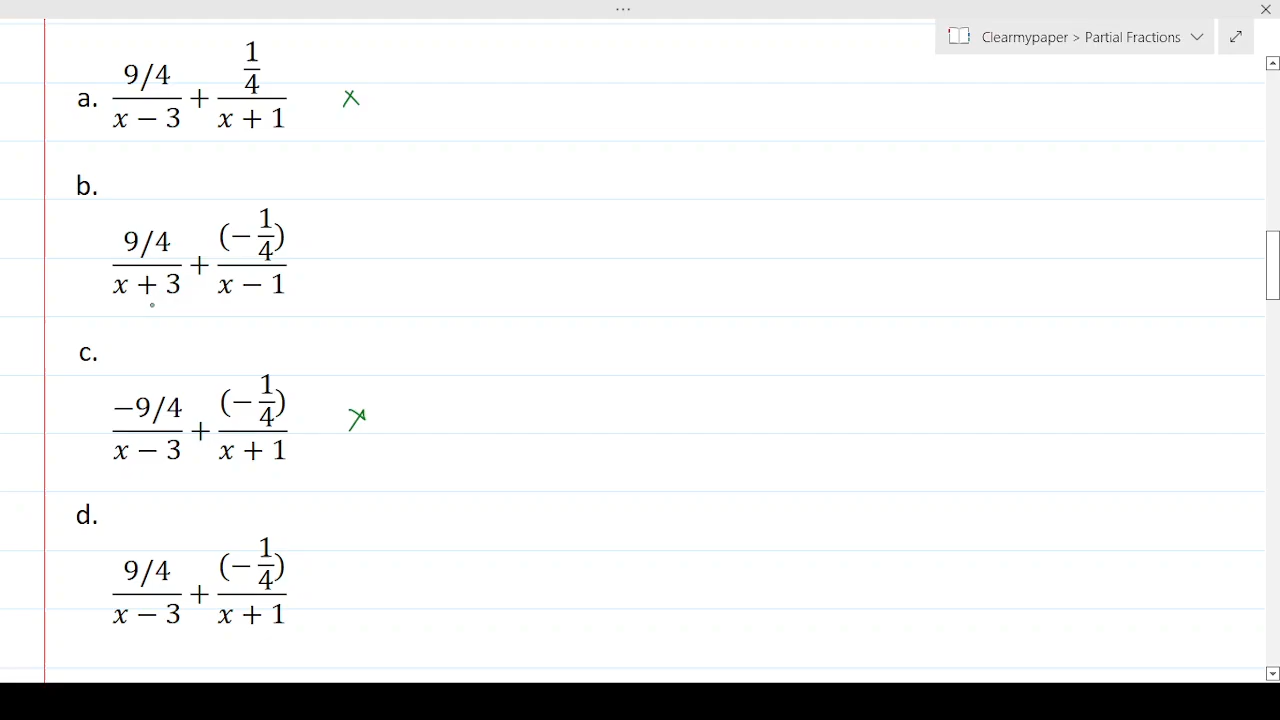 Clearmypaper > Partial Fractions
a. (9/4)/(x − 3) + (1/4)/(x + 1) ×
b.
(9/4)/(x + 3) + (−1/4)/(x − 1)
c.
(−9/4)/(x − 3) + (−1/4)/(x + 1) ×
d.
(9/4)/(x − 3) + (−1/4)/(x + 1)